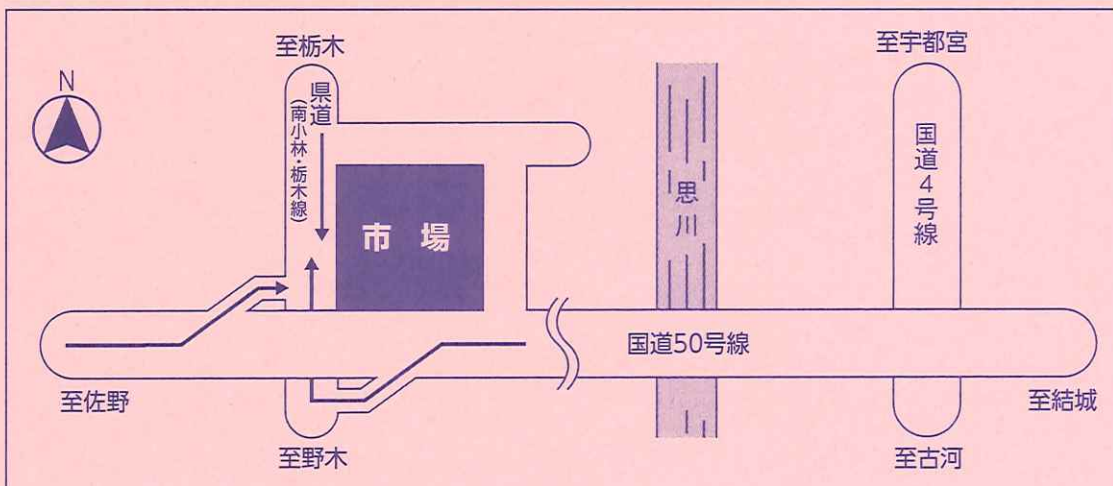 至栃木
至宇都宮
N
県道
(南小林・栃木線)
国道4号線
思川
市場
国道50号線
至佐野
至結城
至野木
至古河